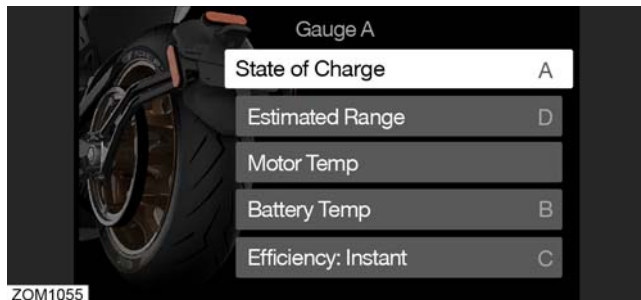 Gauge A
State of Charge A
Estimated Range D
Motor Temp
Battery Temp B
Efficiency: Instant C
ZOM1055